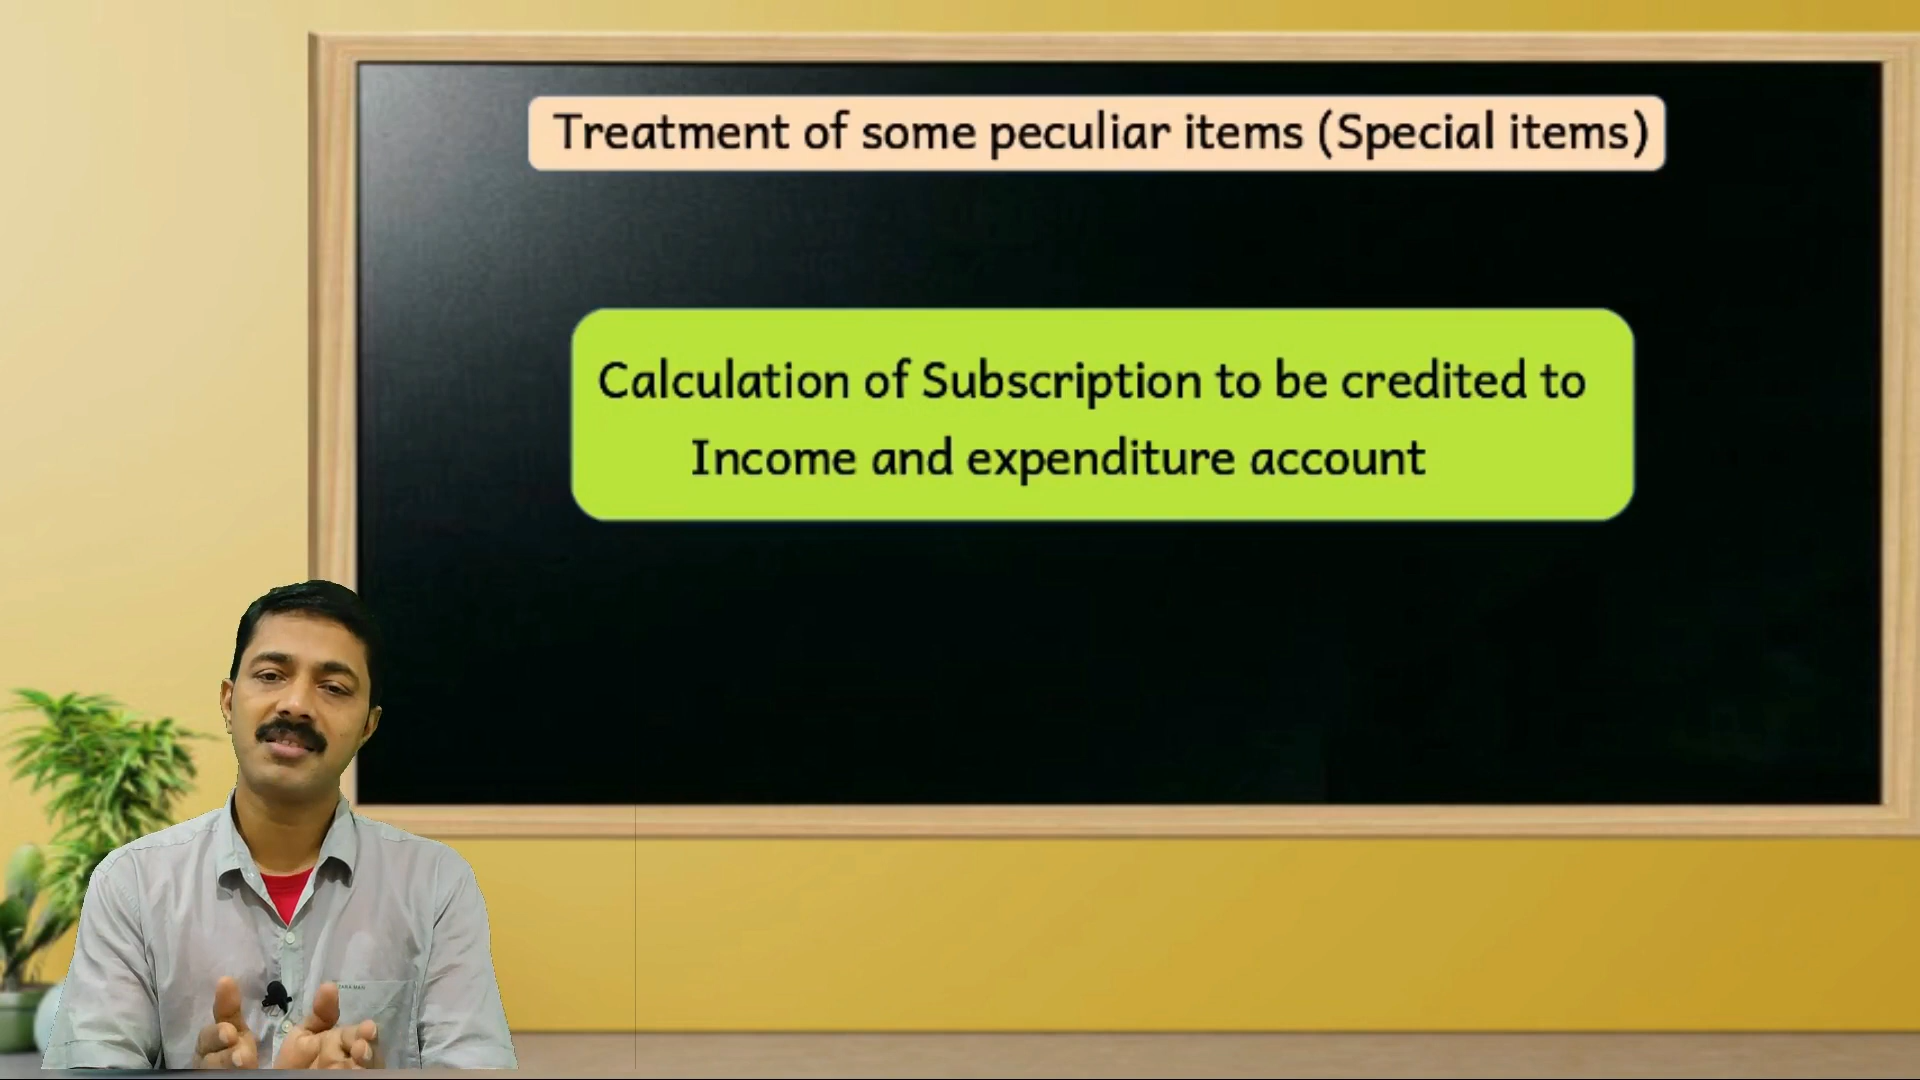 Treatment of some peculiar items (Special items)
Calculation of Subscription to be credited to
Income and expenditure account